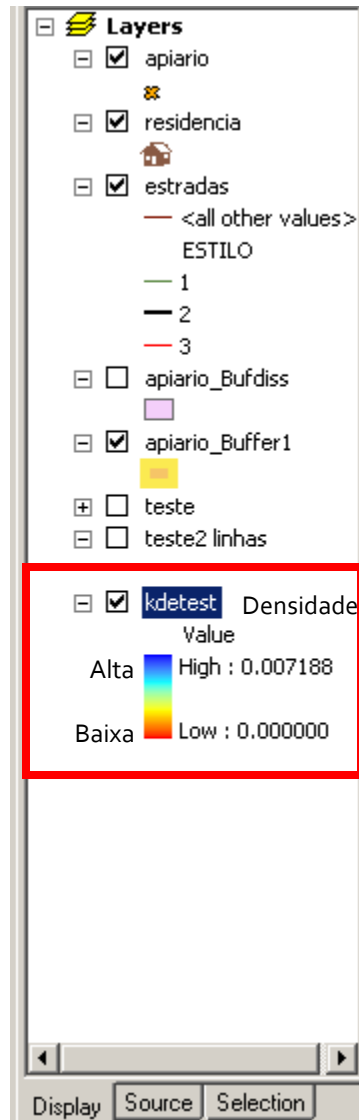 Layers
apiario
residencia
estradas
<all other values>
ESTILO
1
2
3
apiario_Bufdiss
apiario_Buffer1
teste
teste2 linhas
kdetest Densidade
Value
Alta High : 0.007188
Baixa Low : 0.000000
Display Source Selection